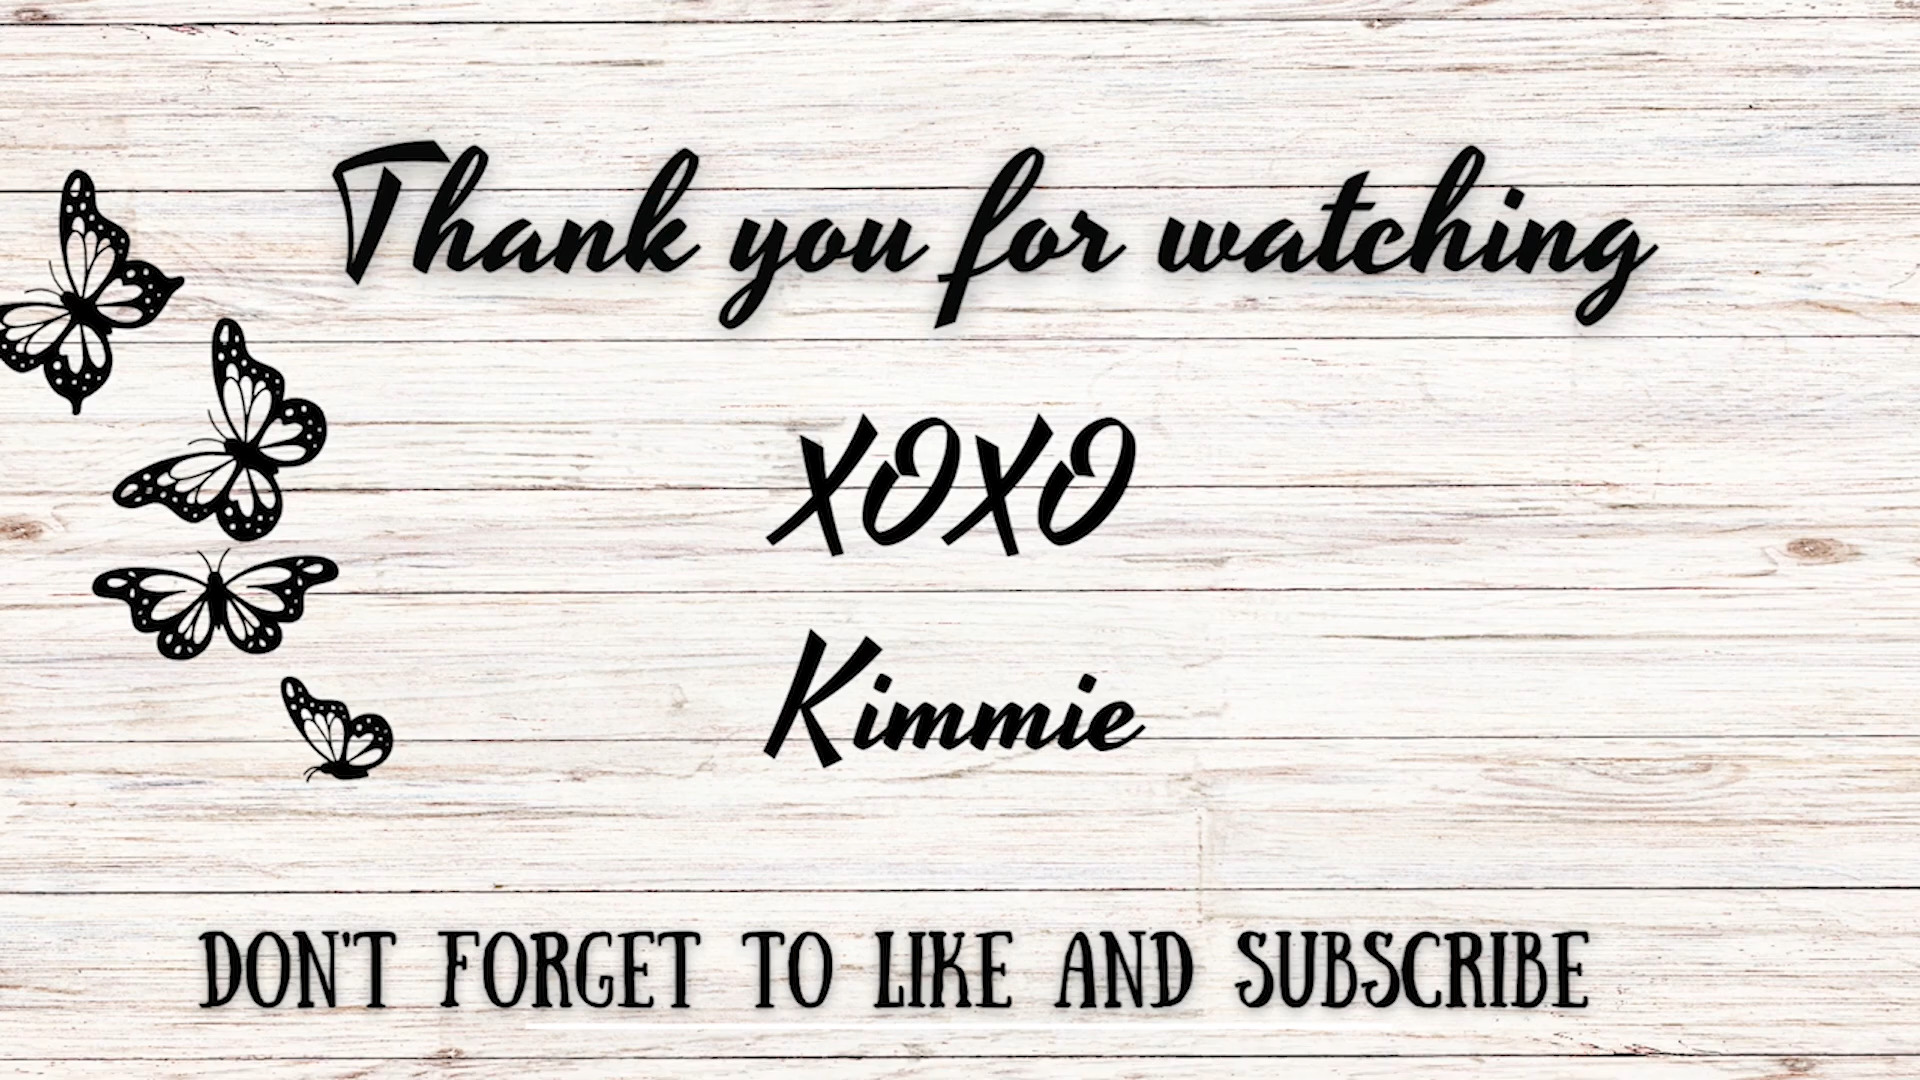 Thank you for watching
XOXO
Kimmie
DON'T FORGET TO LIKE AND SUBSCRIBE